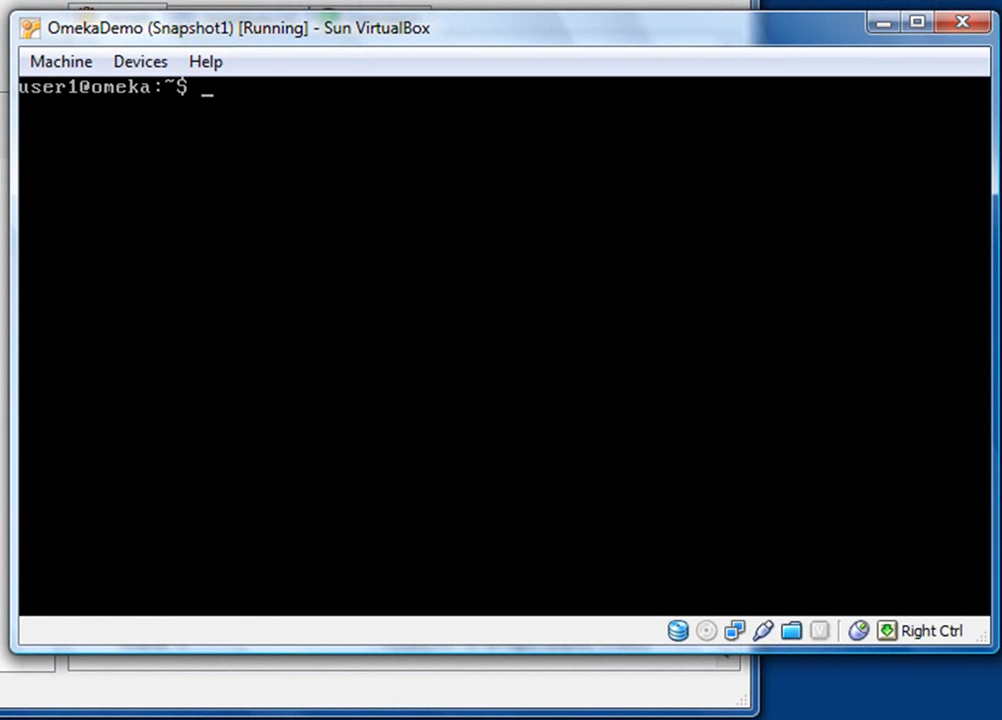 OmekaDemo (Snapshot1) [Running] - Sun VirtualBox
Machine Devices Help
user1@omeka:~$ _
Right Ctrl